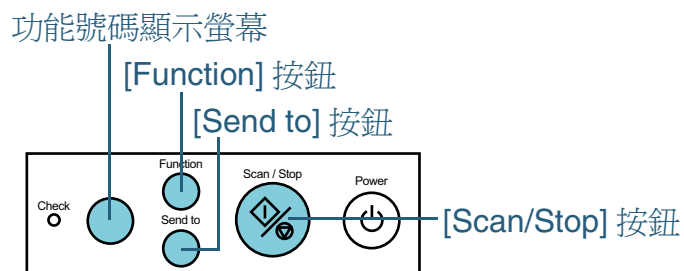 功能號碼顯示螢幕
[Function] 按鈕
[Send to] 按鈕
Function
Scan / Stop
Power
Check
Send to
[Scan/Stop] 按鈕